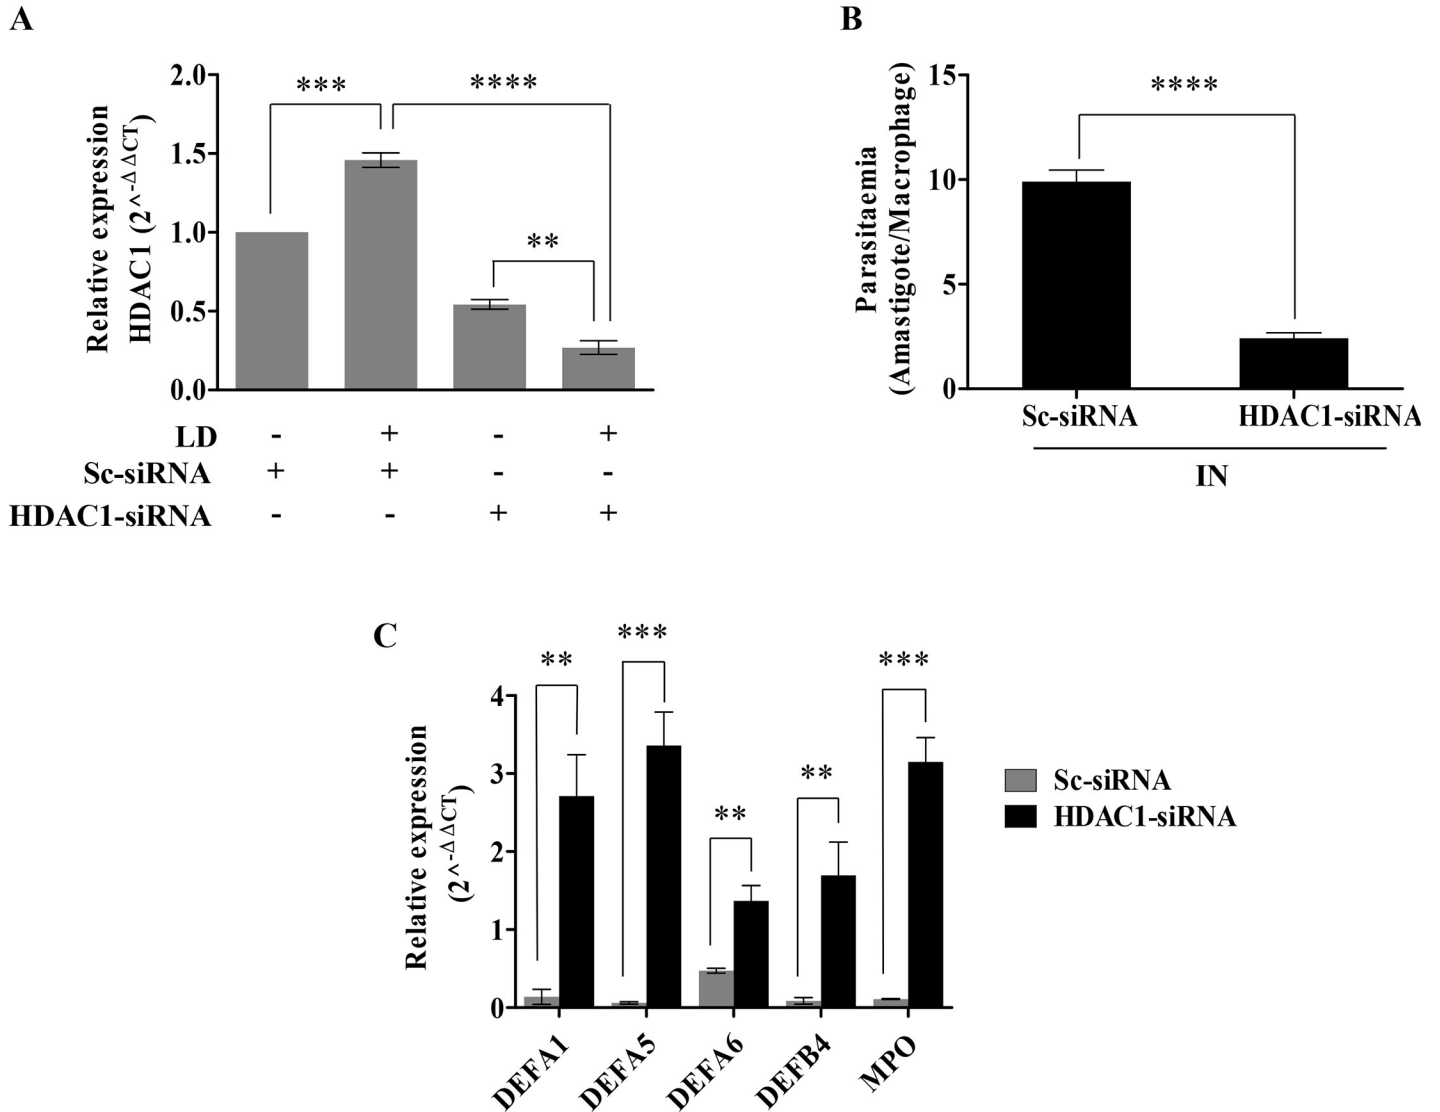 A
B
Relative expression
HDAC1 (2^-ΔΔCT)
2.0
1.5
1.0
0.5
0.0
***
****
**
LD - + - +
Sc-siRNA + + - -
HDAC1-siRNA - - + +
Parasitaemia
(Amastigote/Macrophage)
15
10
5
0
****
Sc-siRNA HDAC1-siRNA
IN
C
Relative expression
(2^-ΔΔCT)
4
3
2
1
0
**
***
**
**
***
DEFA1
DEFA5
DEFA6
DEFB4
MPO
Sc-siRNA
HDAC1-siRNA